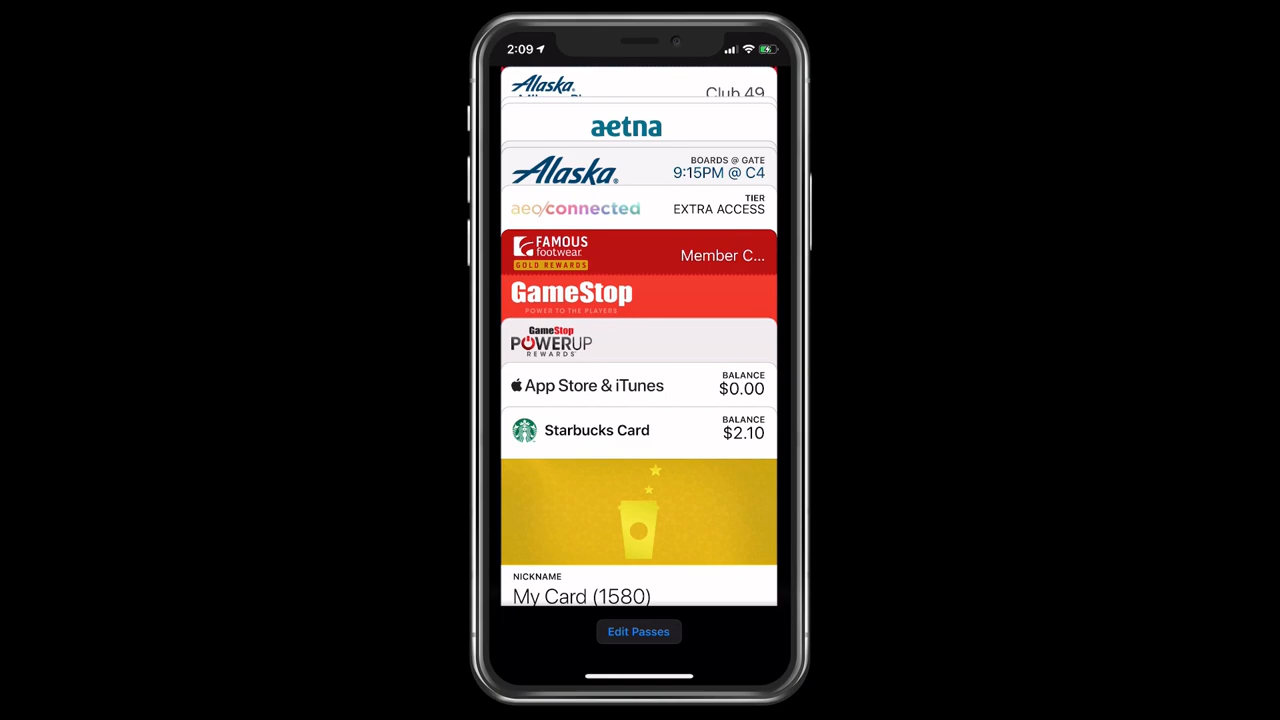 2:09
Alaska
Club 49
aetna
Alaska
BOARDS @ GATE
9:15PM @ C4
aeo/connected
TIER
EXTRA ACCESS
FAMOUS
footwear
GOLD REWARDS
Member C...
GameStop
POWER TO THE PLAYERS
GameStop
POWERUP
REWARDS
App Store & iTunes
BALANCE
$0.00
Starbucks Card
BALANCE
$2.10
NICKNAME
My Card (1580)
Edit Passes